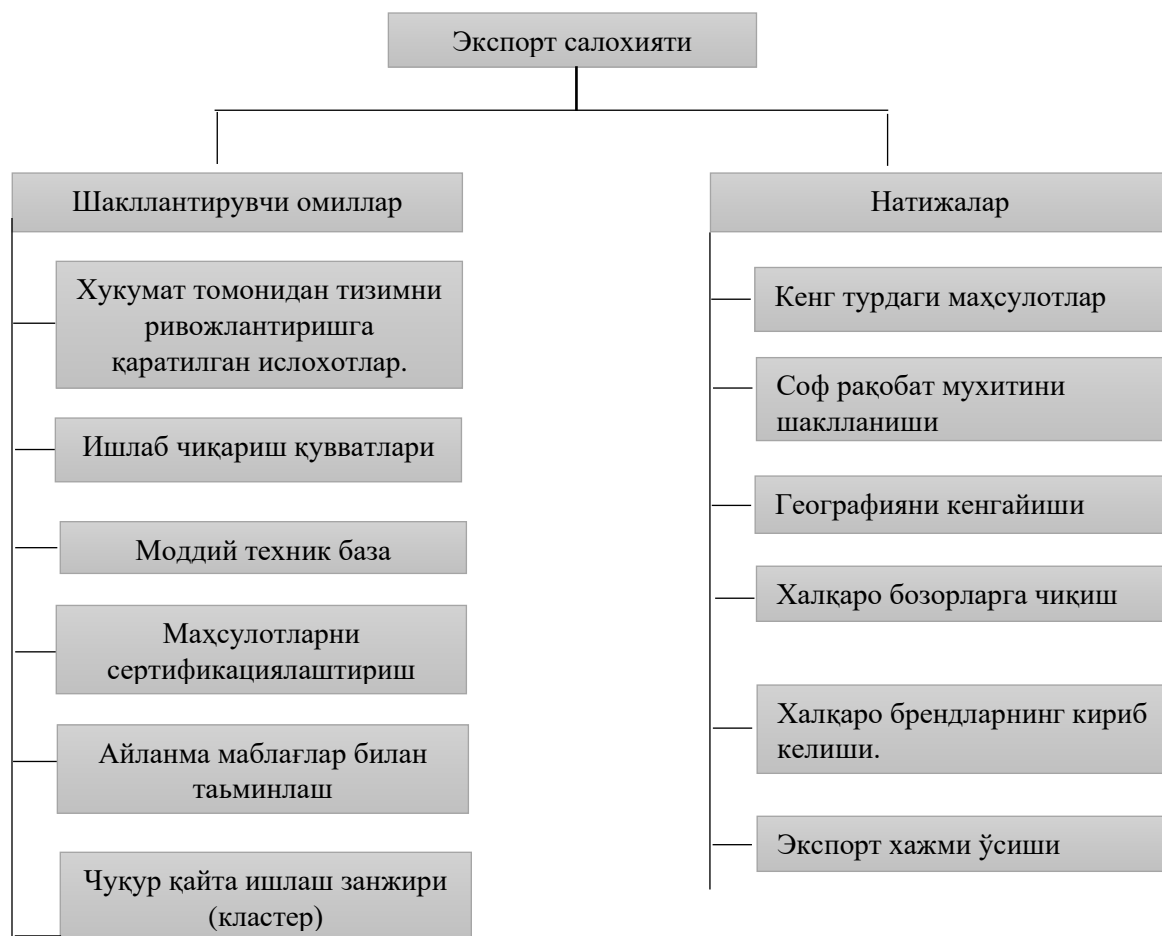 Экспорт салохияти
Шакллантирувчи омиллар
Хукумат томонидан тизимни
ривожлантиришга
қаратилган ислохотлар.
Ишлаб чиқариш қувватлари
Моддий техник база
Маҳсулотларни
сертификациялаштириш
Айланма маблағлар билан
таьминлаш
Чуқур қайта ишлаш занжири
(кластер)
Натижалар
Кенг турдаги маҳсулотлар
Соф рақобат мухитини
шаклланиши
Географияни кенгайиши
Халқаро бозорларга чиқиш
Халқаро брендларнинг кириб
келиши.
Экспорт хажми ўсиши